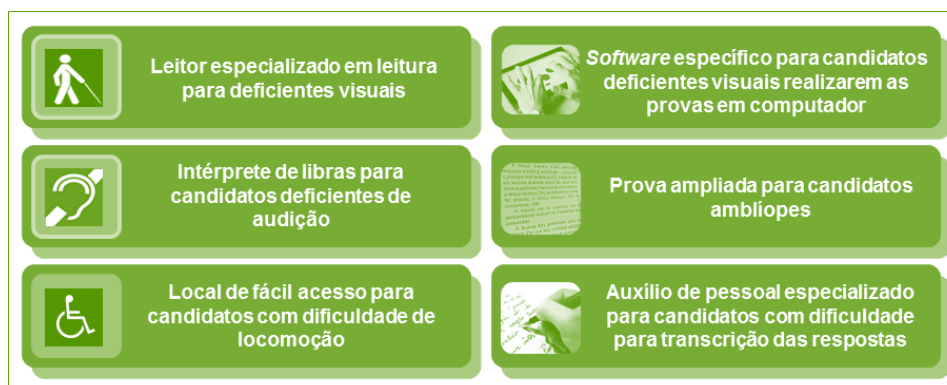 Leitor especializado em leitura
para deficientes visuais
Software específico para candidatos
deficientes visuais realizarem as
provas em computador
Intérprete de libras para
candidatos deficientes de
audição
Prova ampliada para candidatos
amblíopes
Local de fácil acesso para
candidatos com dificuldade de
locomoção
Auxílio de pessoal especializado
para candidatos com dificuldade
para transcrição das respostas